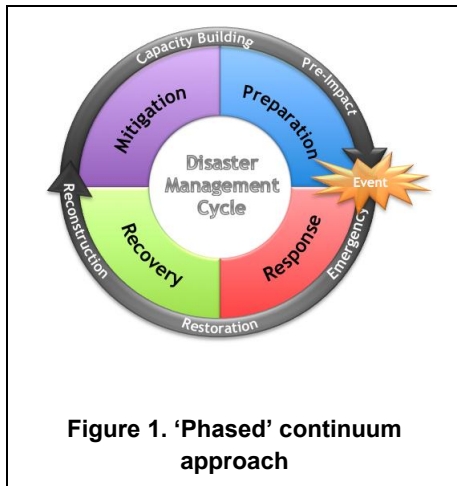 Capacity Building
Pre-Impact
Mitigation
Preparation
Disaster
Management
Cycle
Event
Reconstruction
Recovery
Response
Emergency
Restoration
Figure 1. ‘Phased’ continuum
approach